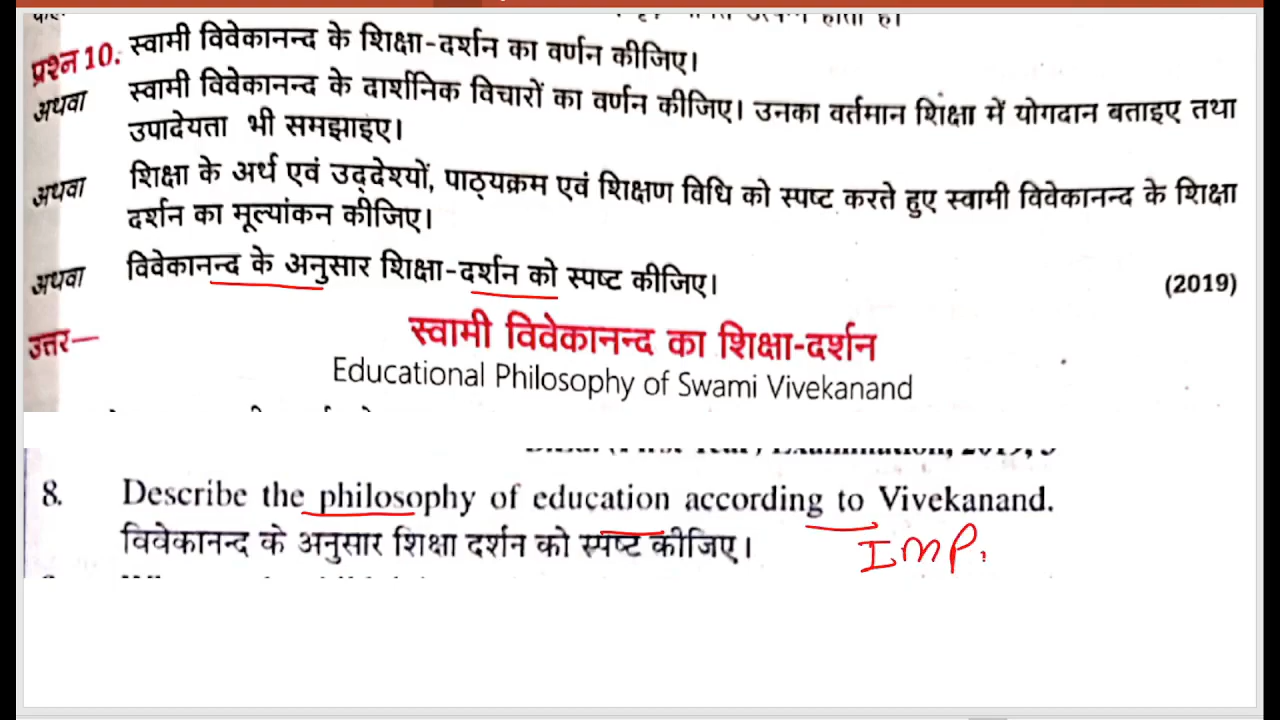 प्रश्न 10. स्वामी विवेकानन्द के शिक्षा-दर्शन का वर्णन कीजिए।
अथवा स्वामी विवेकानन्द के दार्शनिक विचारों का वर्णन कीजिए। उनका वर्तमान शिक्षा में योगदान बताइए तथा
उपादेयता भी समझाइए।
अथवा शिक्षा के अर्थ एवं उद्देश्यों, पाठ्यक्रम एवं शिक्षण विधि को स्पष्ट करते हुए स्वामी विवेकानन्द के शिक्षा
दर्शन का मूल्यांकन कीजिए।
अथवा विवेकानन्द के अनुसार शिक्षा-दर्शन को स्पष्ट कीजिए। (2019)
उत्तर— स्वामी विवेकानन्द का शिक्षा-दर्शन
Educational Philosophy of Swami Vivekanand
8. Describe the philosophy of education according to Vivekanand.
विवेकानन्द के अनुसार शिक्षा दर्शन को स्पष्ट कीजिए।
IMP.